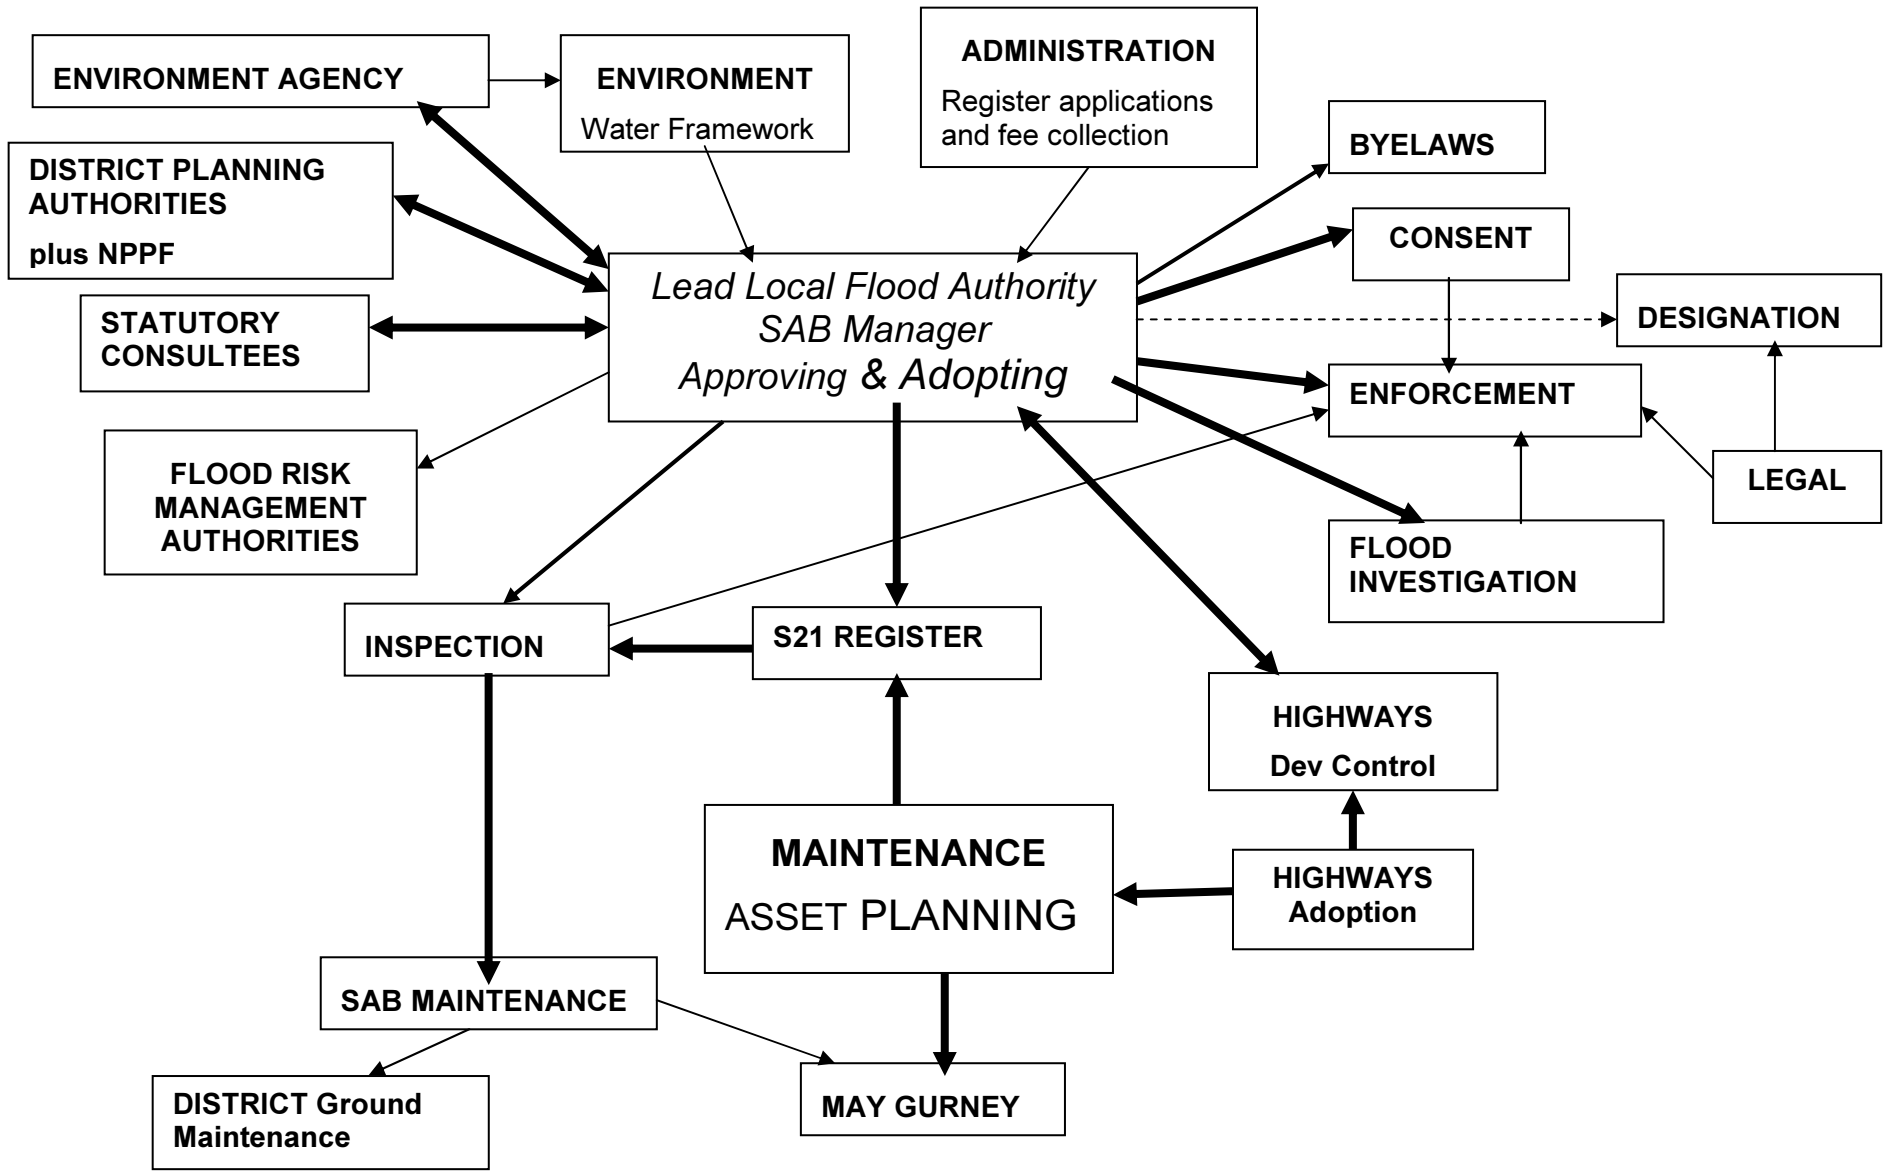 ENVIRONMENT AGENCY
ENVIRONMENT
Water Framework
ADMINISTRATION
Register applications
and fee collection
BYELAWS
DISTRICT PLANNING
AUTHORITIES
plus NPPF
CONSENT
Lead Local Flood Authority
SAB Manager
Approving & Adopting
STATUTORY
CONSULTEES
DESIGNATION
ENFORCEMENT
FLOOD RISK
MANAGEMENT
AUTHORITIES
LEGAL
FLOOD
INVESTIGATION
INSPECTION
S21 REGISTER
HIGHWAYS
Dev Control
MAINTENANCE
ASSET PLANNING
HIGHWAYS
Adoption
SAB MAINTENANCE
DISTRICT Ground
Maintenance
MAY GURNEY